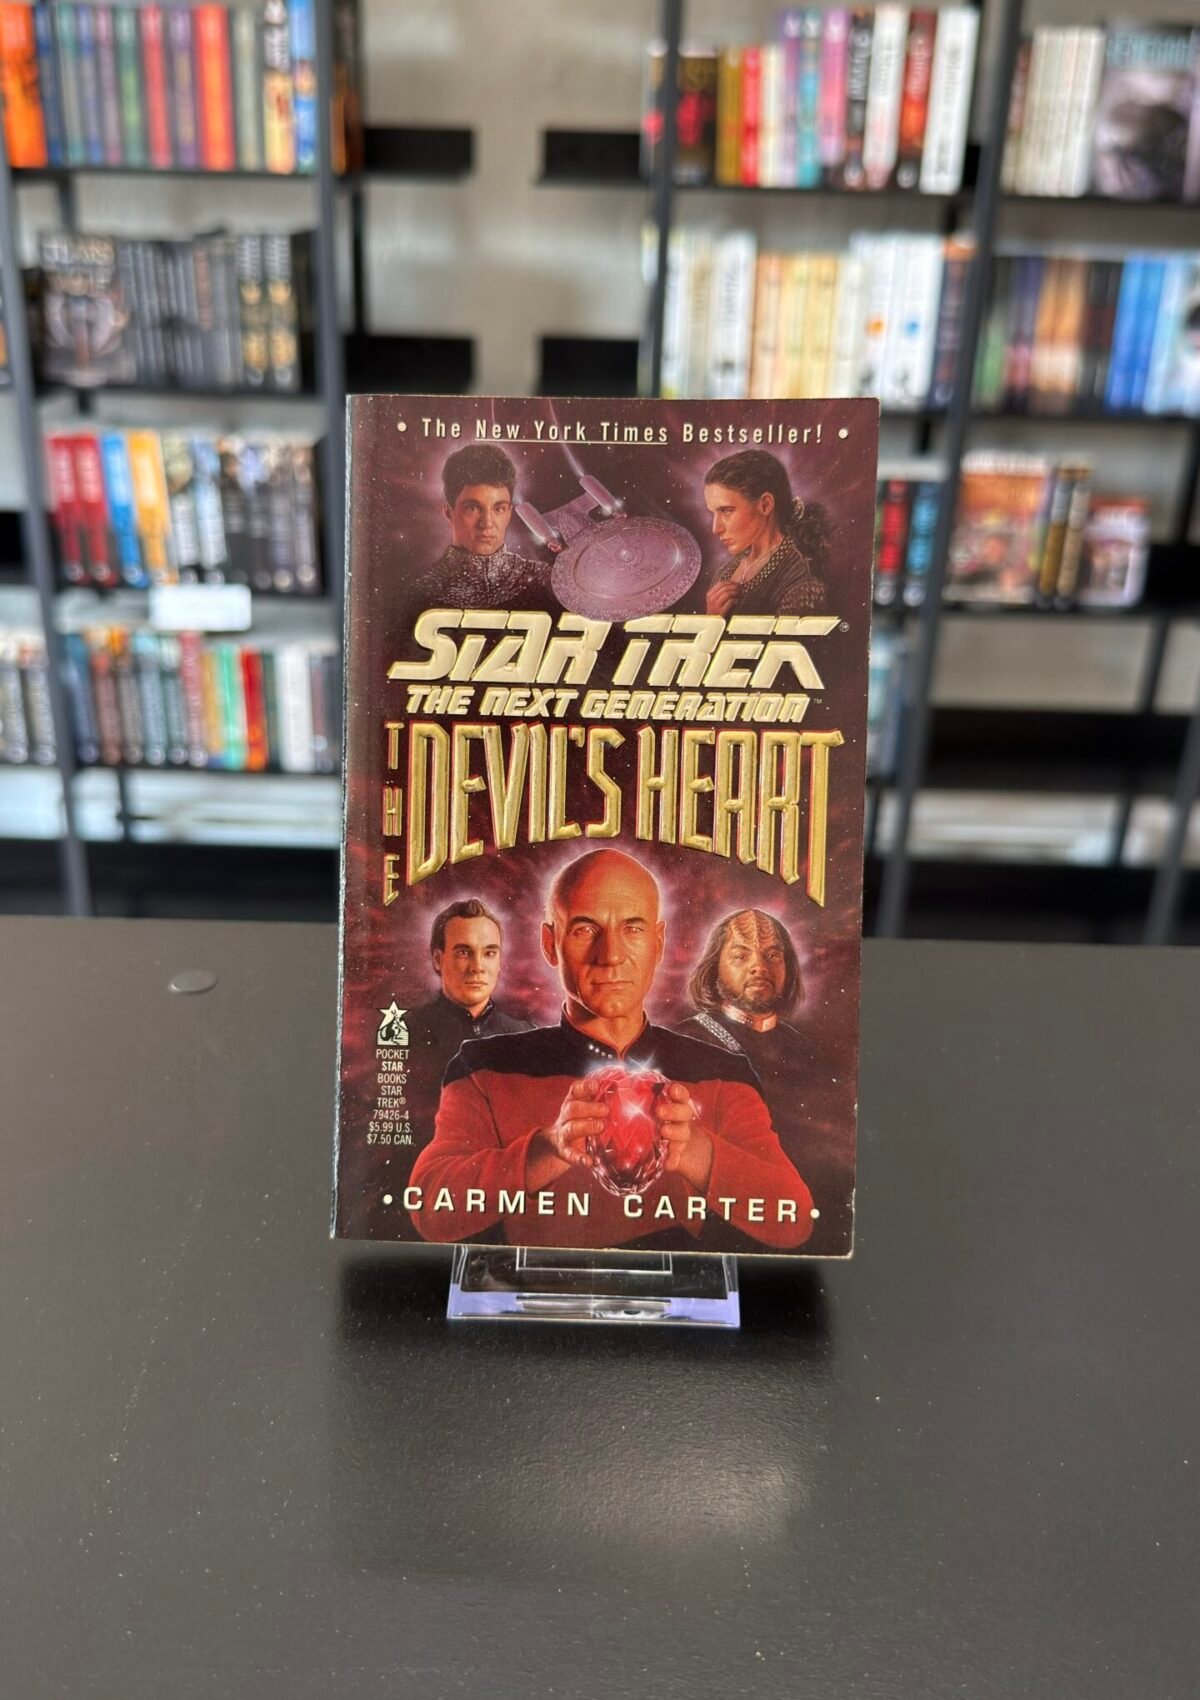 • The New York Times Bestseller! •
STAR TREK®
THE NEXT GENERATION™
THE
DEVIL'S HEART
POCKET
STAR
BOOKS
STAR
TREK®
79426-4
$5.99 U.S.
$7.50 CAN.
•CARMEN CARTER•